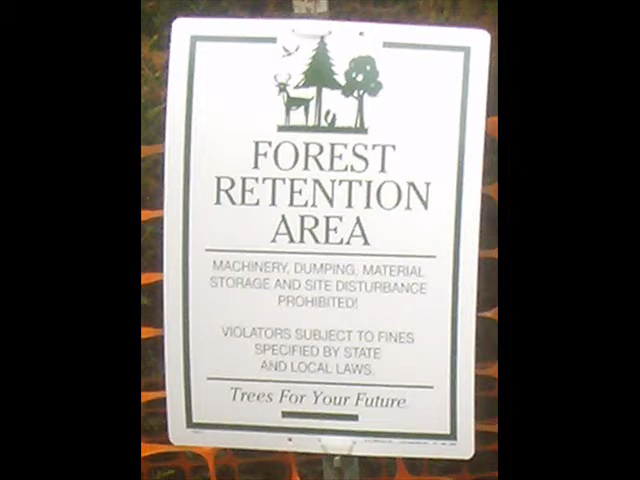 FOREST
RETENTION
AREA
MACHINERY, DUMPING, MATERIAL
STORAGE AND SITE DISTURBANCE
PROHIBITED!
VIOLATORS SUBJECT TO FINES
SPECIFIED BY STATE
AND LOCAL LAWS.
Trees For Your Future